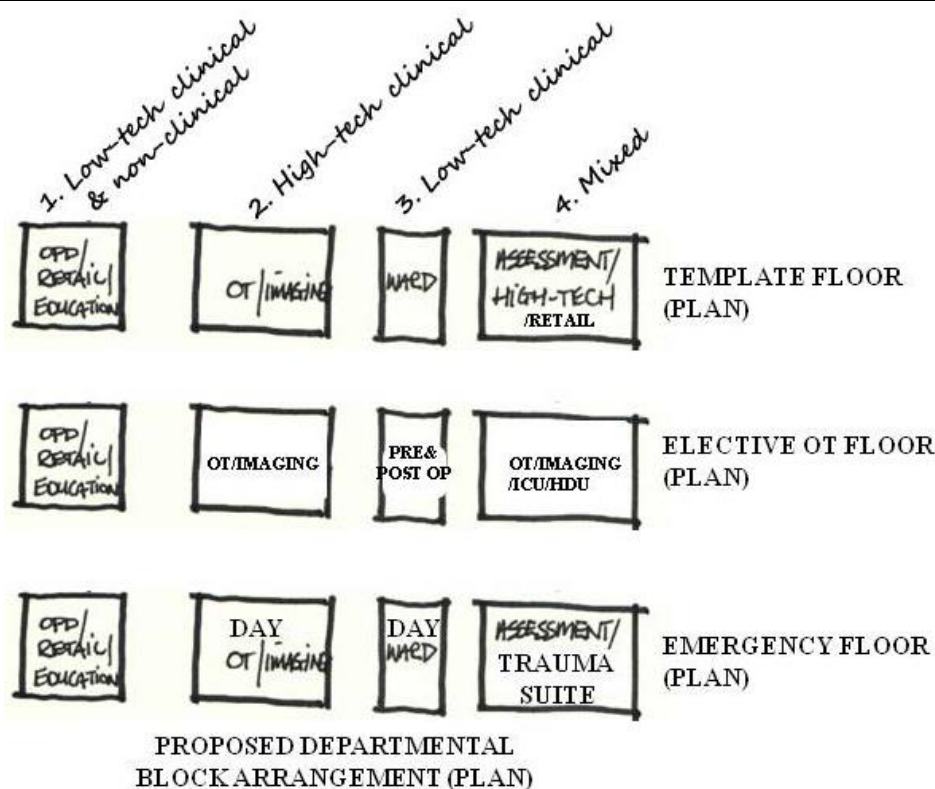 1. Low-tech clinical
& non-clinical
2. High-tech clinical
3. Low-tech clinical
4. Mixed
OPD/
RETAIL/
EDUCATION
OT/IMAGING
WARD
ASSESSMENT/
HIGH-TECH
/RETAIL
TEMPLATE FLOOR
(PLAN)
OPD/
RETAIL/
EDUCATION
OT/IMAGING
PRE&
POST OP
OT/IMAGING
/ICU/HDU
ELECTIVE OT FLOOR
(PLAN)
OPD/
RETAIL/
EDUCATION
DAY
OT/IMAGING
DAY
WARD
ASSESSMENT/
TRAUMA
SUITE
EMERGENCY FLOOR
(PLAN)
PROPOSED DEPARTMENTAL
BLOCK ARRANGEMENT (PLAN)